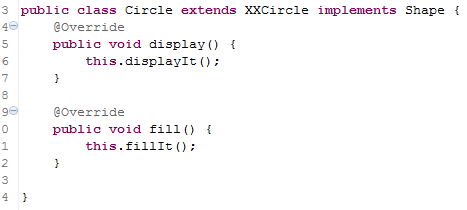 3 public class Circle extends XXCircle implements Shape {
4 @Override
5 public void display() {
6 this.displayIt();
7 }
8
9 @Override
0 public void fill() {
1 this.fillIt();
2 }
3
4 }